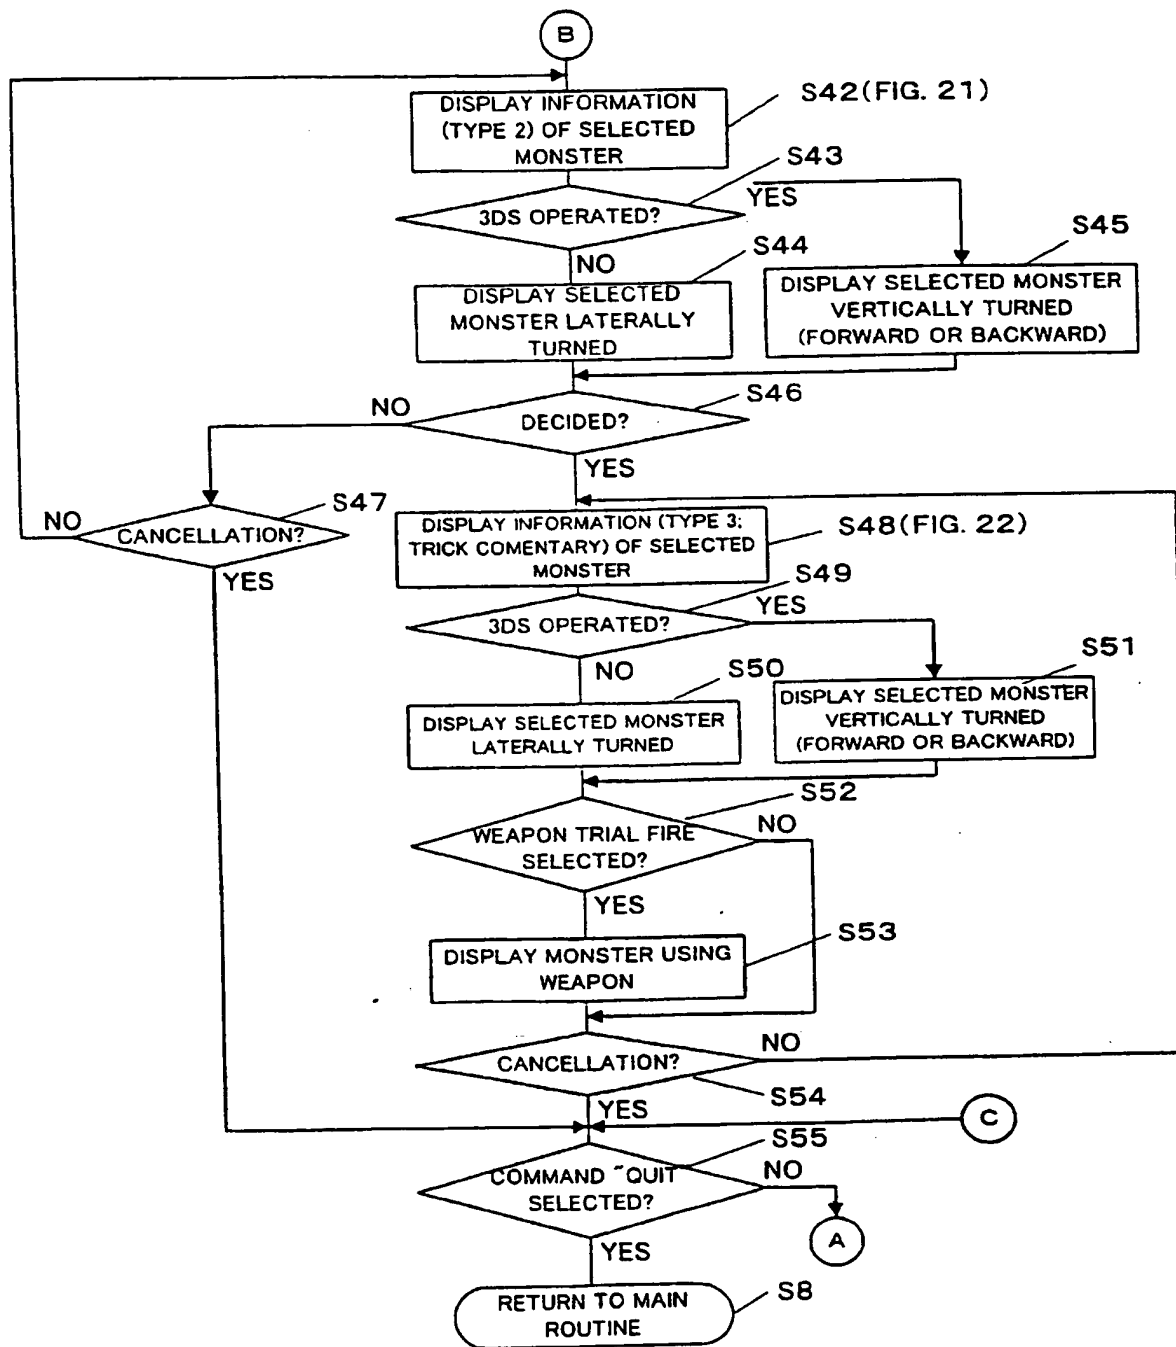 B
DISPLAY INFORMATION
(TYPE 2) OF SELECTED
MONSTER
S42(FIG. 21)
S43
3DS OPERATED?
YES
NO
S44
DISPLAY SELECTED
MONSTER LATERALLY
TURNED
S45
DISPLAY SELECTED MONSTER
VERTICALLY TURNED
(FORWARD OR BACKWARD)
S46
DECIDED?
NO
YES
S47
CANCELLATION?
NO
YES
DISPLAY INFORMATION (TYPE 3;
TRICK COMENTARY) OF SELECTED
MONSTER
S48(FIG. 22)
S49
3DS OPERATED?
YES
NO
S50
DISPLAY SELECTED MONSTER
LATERALLY TURNED
S51
DISPLAY SELECTED MONSTER
VERTICALLY TURNED
(FORWARD OR BACKWARD)
S52
WEAPON TRIAL FIRE
SELECTED?
NO
YES
S53
DISPLAY MONSTER USING
WEAPON
CANCELLATION?
NO
S54
YES
C
S55
COMMAND ~QUIT
SELECTED?
NO
A
YES
S8
RETURN TO MAIN
ROUTINE